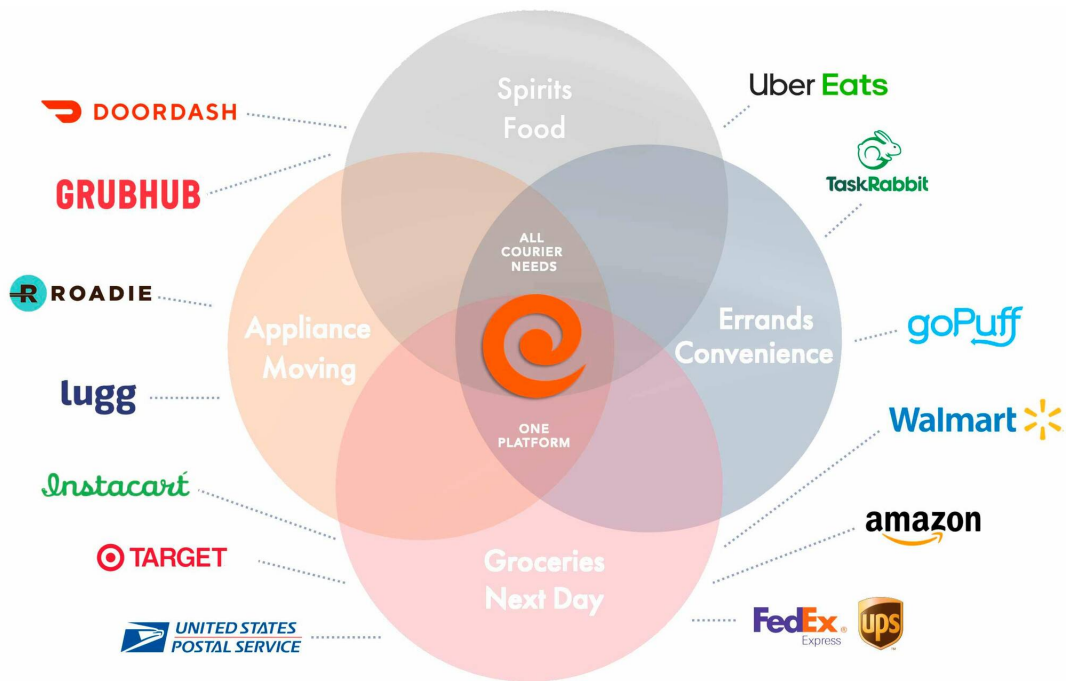 Spirits
Food
Uber Eats
DOORDASH
TaskRabbit
GRUBHUB
ALL
COURIER
NEEDS
R ROADIE
Appliance
Moving
Errands
Convenience
goPuff
lugg
Walmart
ONE
PLATFORM
Instacart
amazon
TARGET
Groceries
Next Day
UNITED STATES
POSTAL SERVICE
FedEx®
Express
ups